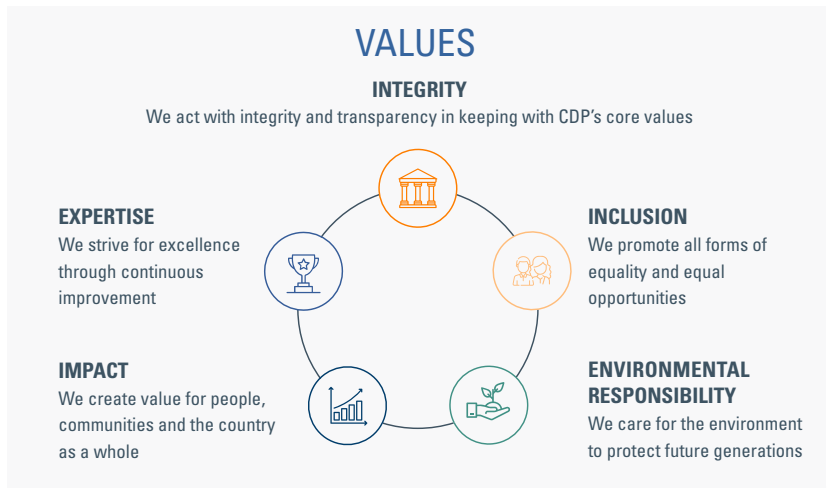 VALUES
INTEGRITY
We act with integrity and transparency in keeping with CDP's core values
EXPERTISE
We strive for excellence
through continuous
improvement
INCLUSION
We promote all forms of
equality and equal
opportunities
IMPACT
We create value for people,
communities and the country
as a whole
ENVIRONMENTAL
RESPONSIBILITY
We care for the environment
to protect future generations